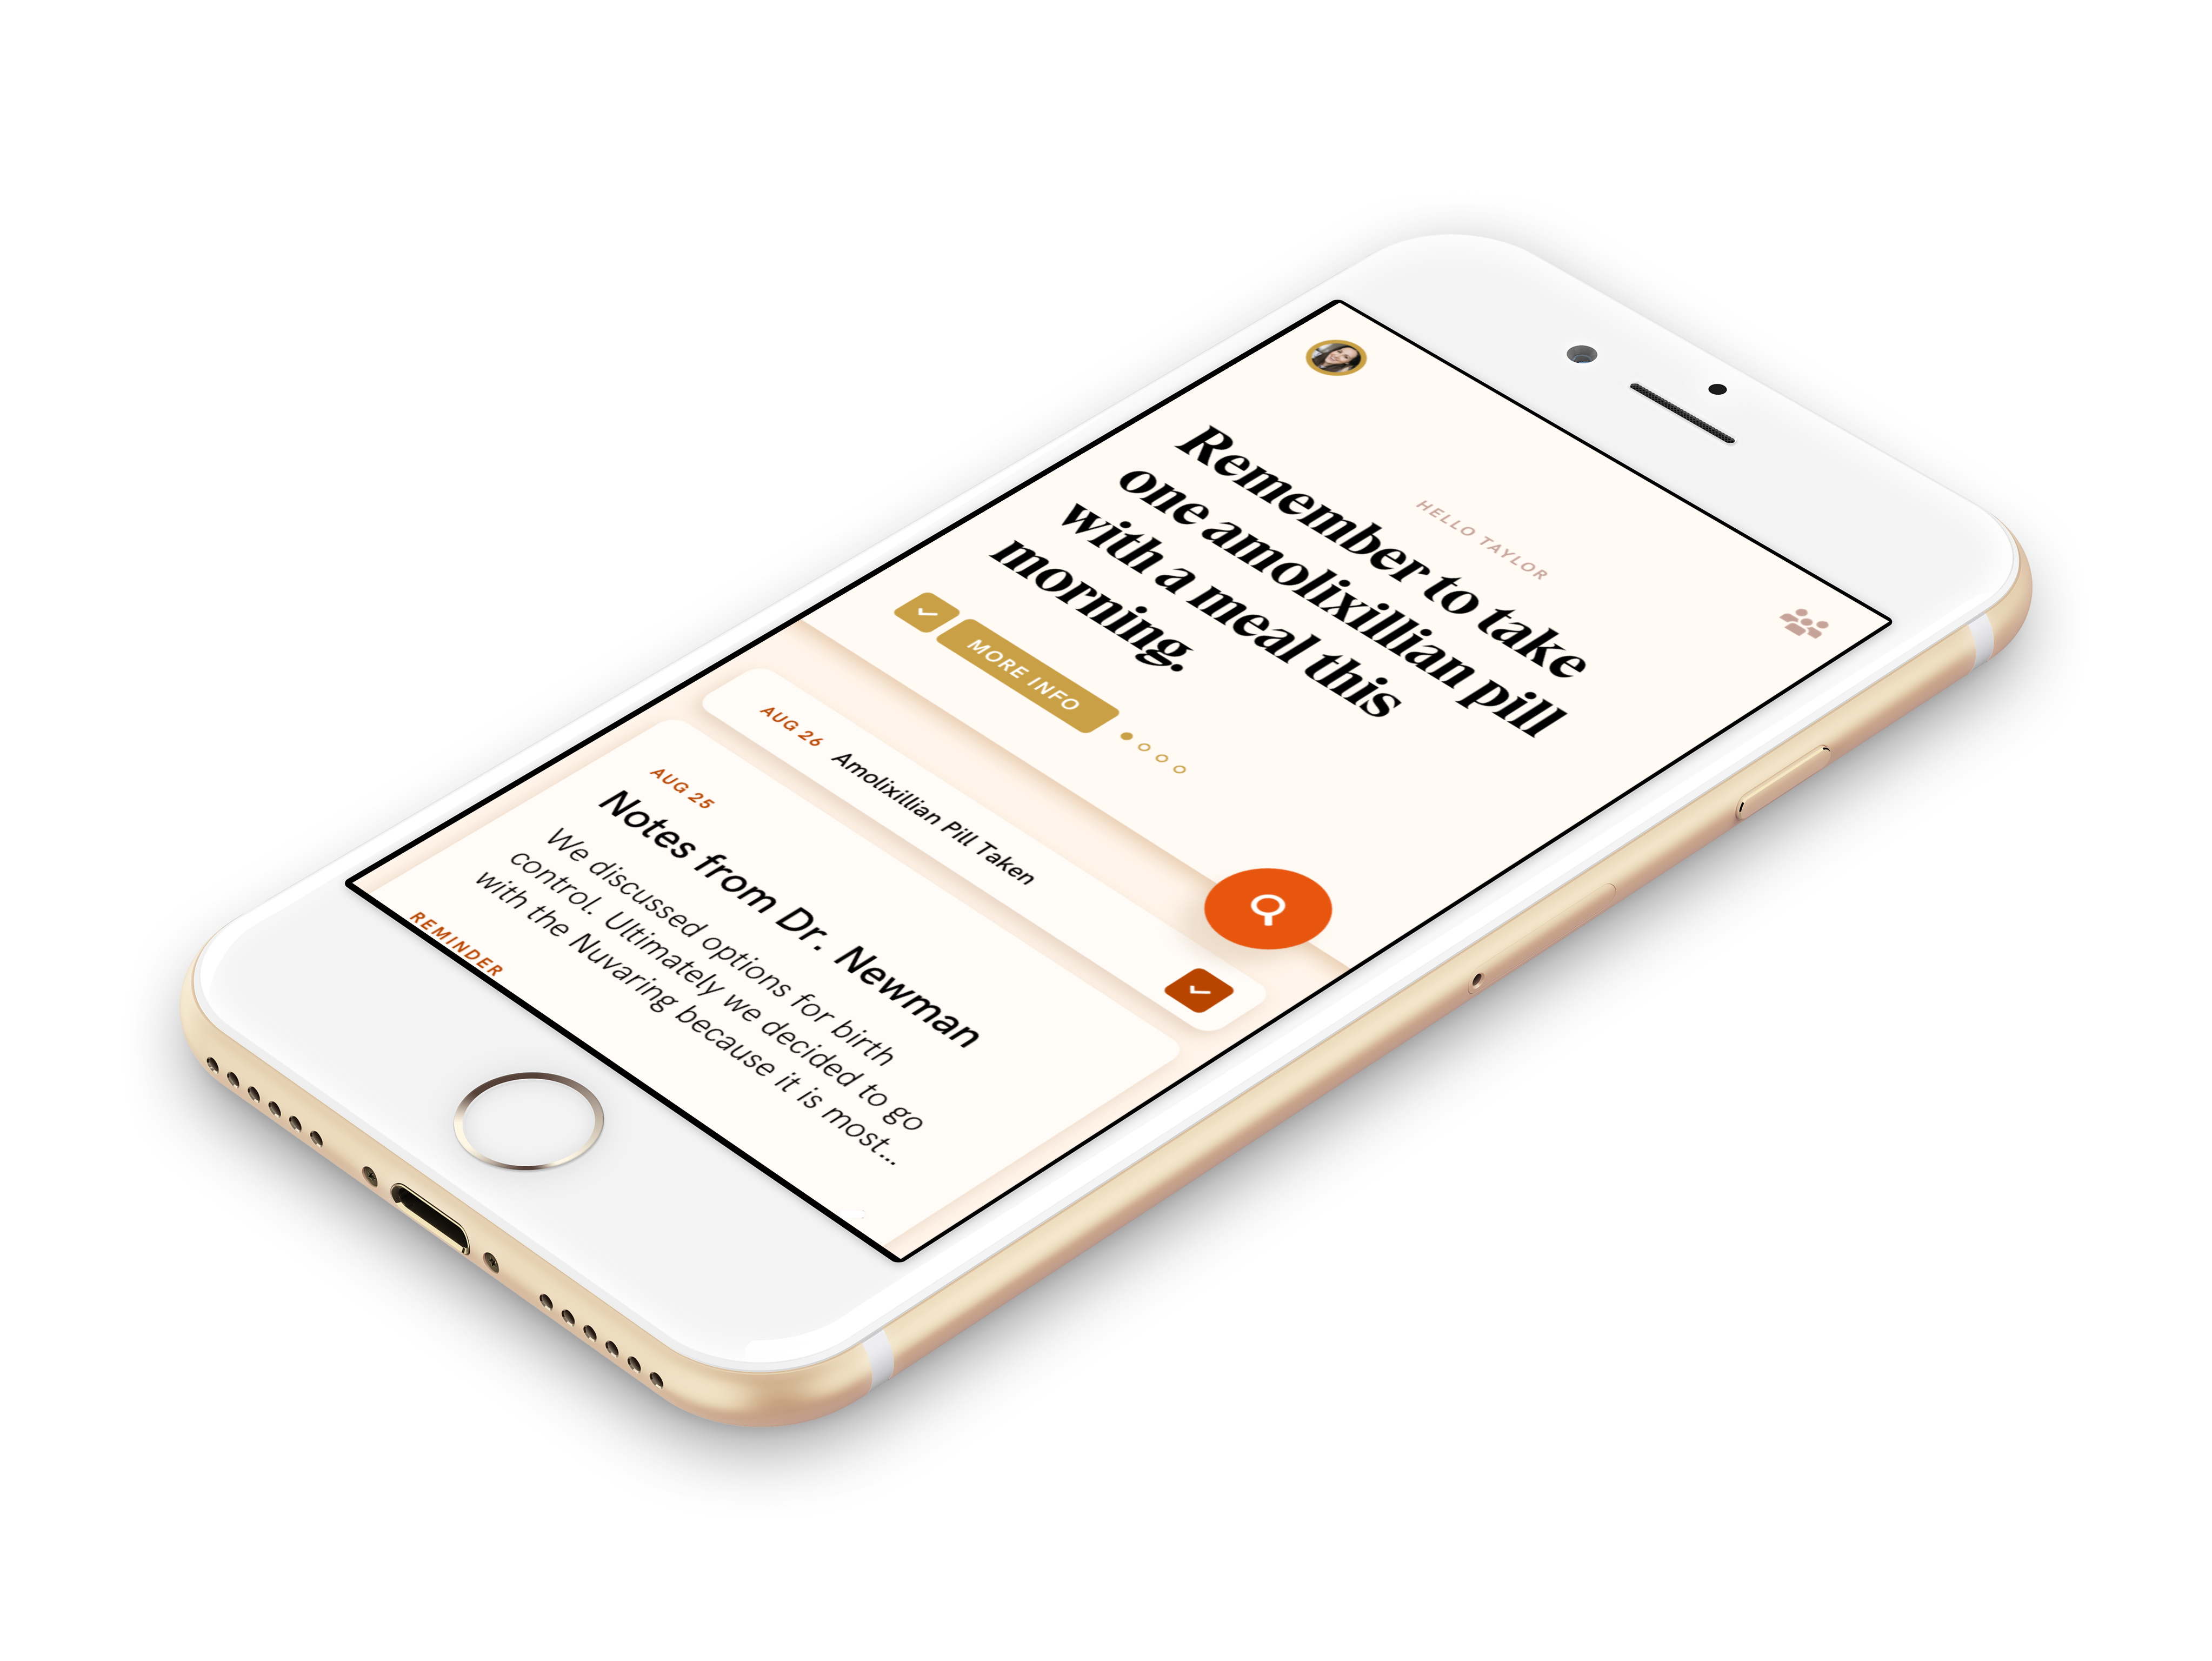 HELLO TAYLOR
Remember to take
one amolixillian pill
with a meal this
morning.
MORE INFO
AUG 26 Amolixillian Pill Taken
AUG 25
Notes from Dr. Newman
We discussed options for birth
control. Ultimately we decided to go
with the Nuvaring because it is most...
REMINDER